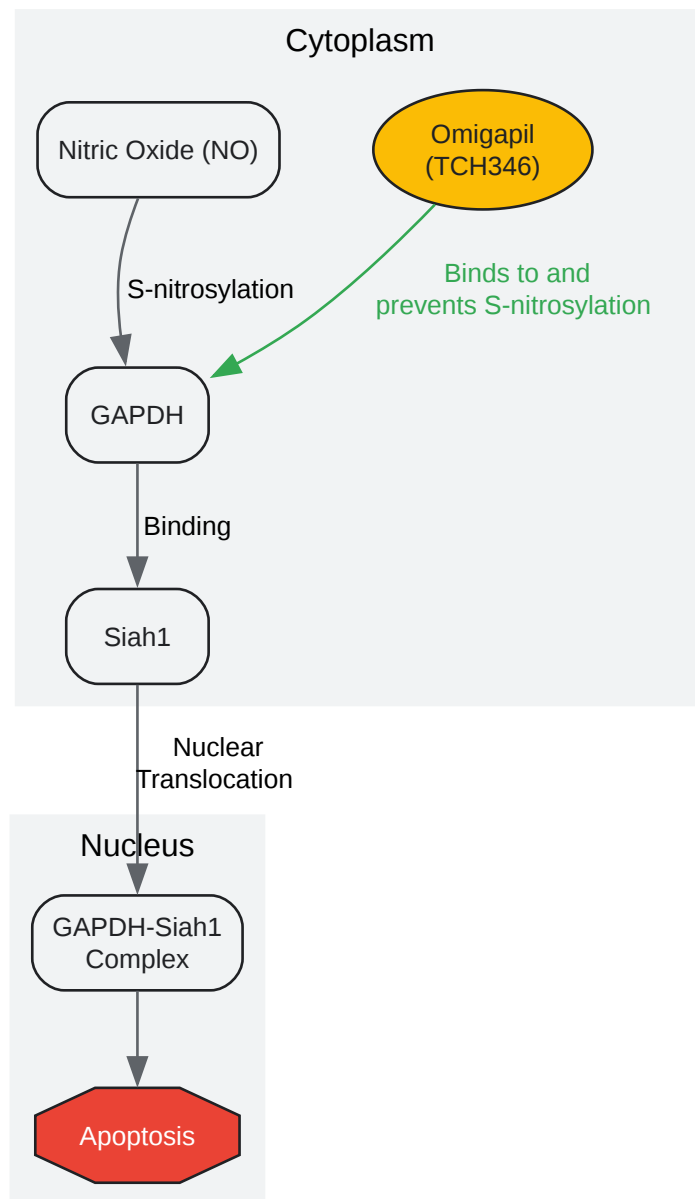 Cytoplasm
Nitric Oxide (NO)
Omigapil
(TCH346)
S-nitrosylation
Binds to and
prevents S-nitrosylation
GAPDH
Binding
Siah1
Nuclear
Translocation
Nucleus
GAPDH-Siah1
Complex
Apoptosis